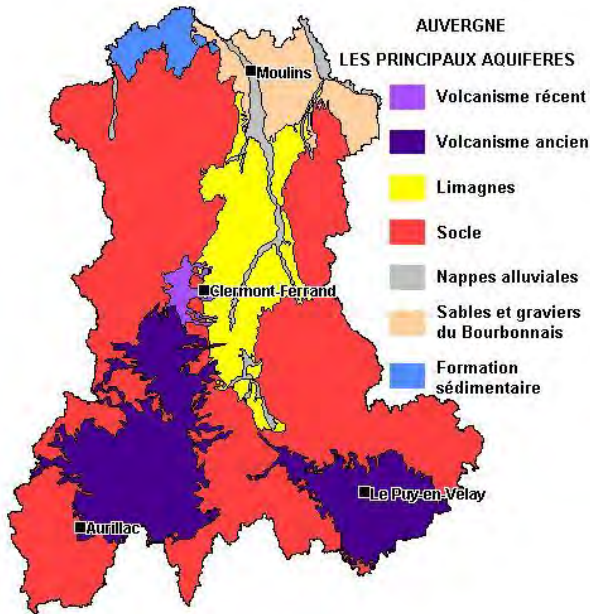 AUVERGNE
LES PRINCIPAUX AQUIFERES
Volcanisme récent
Volcanisme ancien
Limagnes
Socle
Nappes alluviales
Sables et graviers
du Bourbonnais
Formation
sédimentaire
Moulins
Clermont-Ferrand
Le Puy-en-Velay
Aurillac